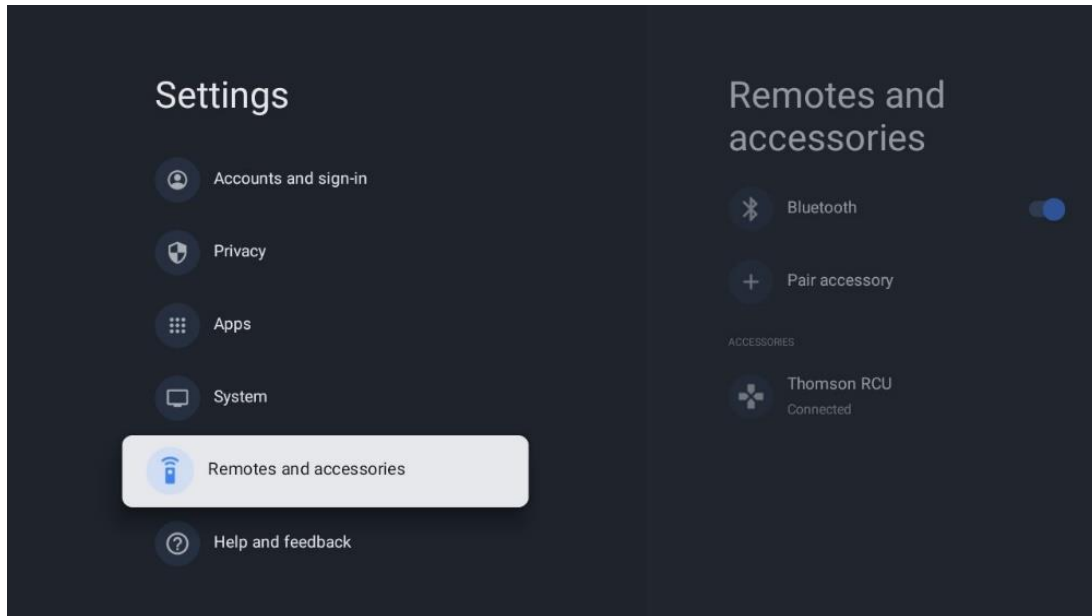 Settings
Accounts and sign-in
Privacy
Apps
System
Remotes and accessories
Help and feedback
Remotes and
accessories
Bluetooth
Pair accessory
ACCESSORIES
Thomson RCU
Connected